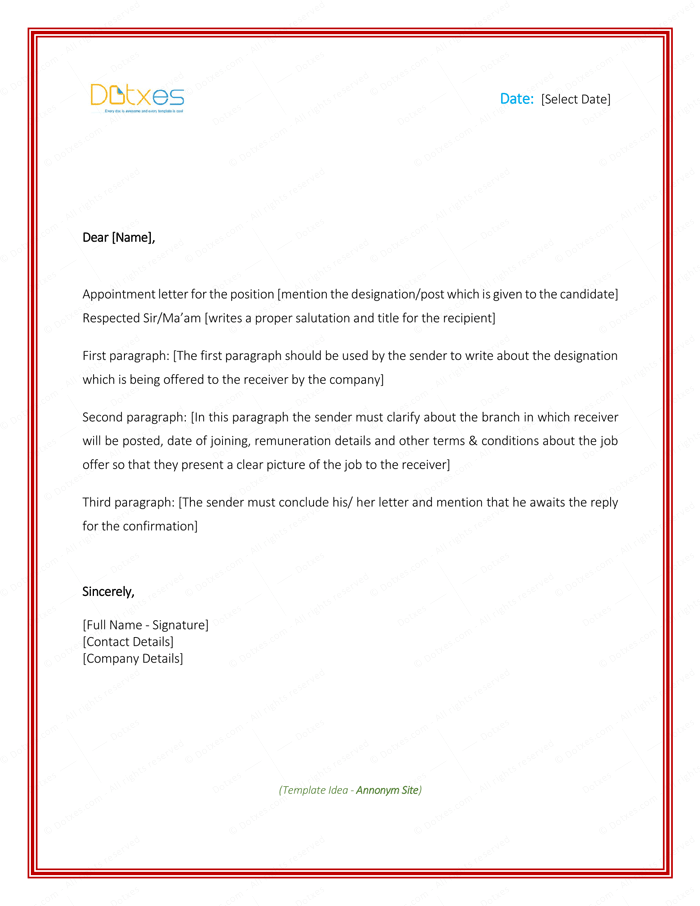 Dotxes
Date: [Select Date]
Dear [Name],
Appointment letter for the position [mention the designation/post which is given to the candidate]
Respected Sir/Ma’am [writes a proper salutation and title for the recipient]
First paragraph: [The first paragraph should be used by the sender to write about the designation
which is being offered to the receiver by the company]
Second paragraph: [In this paragraph the sender must clarify about the branch in which receiver
will be posted, date of joining, remuneration details and other terms & conditions about the job
offer so that they present a clear picture of the job to the receiver]
Third paragraph: [The sender must conclude his/ her letter and mention that he awaits the reply
for the confirmation]
Sincerely,
[Full Name - Signature]
[Contact Details]
[Company Details]
(Template Idea - Annonym Site)